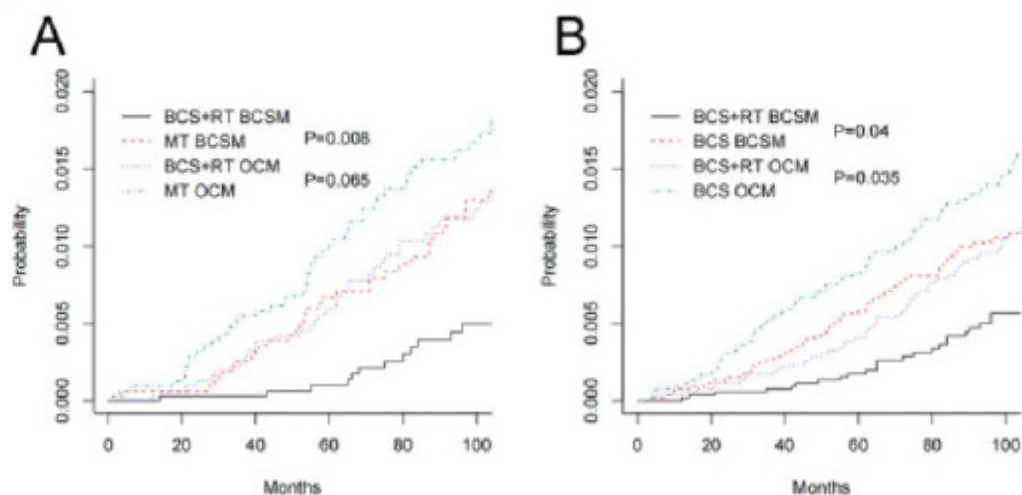 A
Probability
0.020
0.015
0.010
0.005
0.000
BCS+RT BCSM
MT BCSM
P=0.008
BCS+RT OCM
P=0.065
MT OCM
0 20 40 60 80 100
Months
B
Probability
0.020
0.015
0.010
0.005
0.000
BCS+RT BCSM
P=0.04
BCS BCSM
BCS+RT OCM
P=0.035
BCS OCM
0 20 40 60 80 100
Months